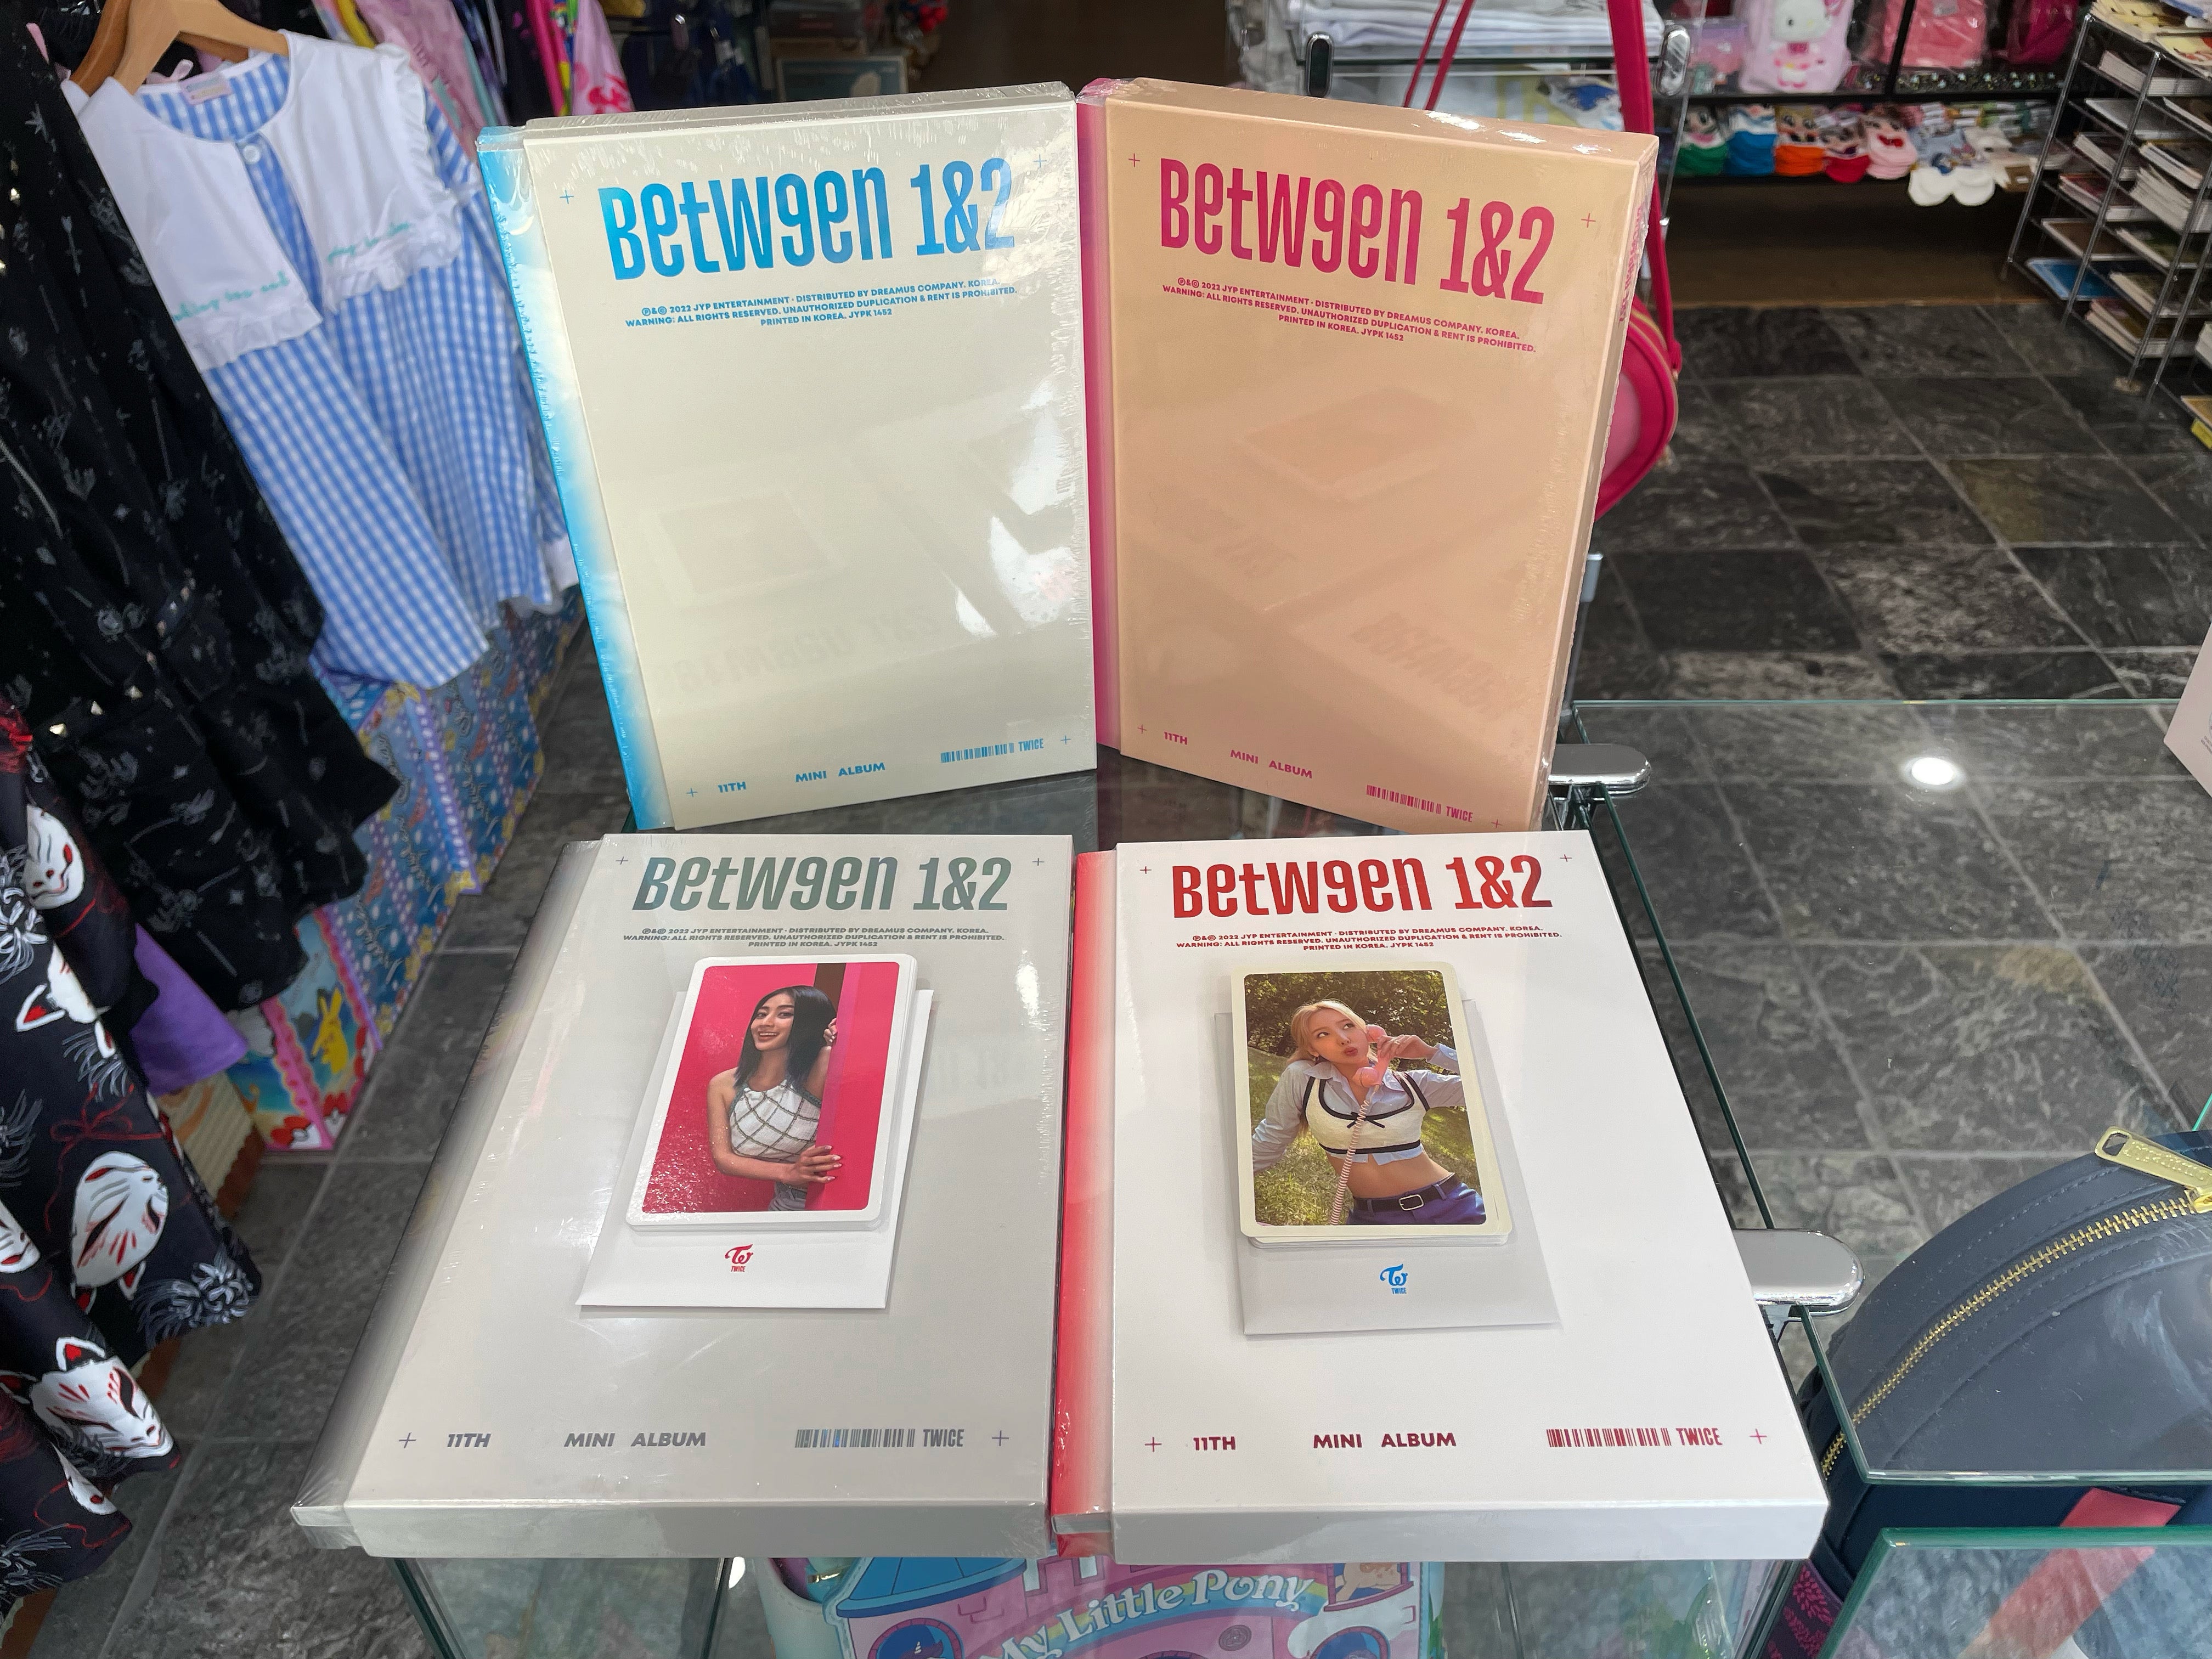 BetW9en 1&2
℗&© 2022 JYP ENTERTAINMENT · DISTRIBUTED BY DREAMUS COMPANY. KOREA.
WARNING: ALL RIGHTS RESERVED. UNAUTHORIZED DUPLICATION & RENT IS PROHIBITED.
PRINTED IN KOREA. JYPK 1452
11TH MINI ALBUM TWICE
BetW9en 1&2
℗&© 2022 JYP ENTERTAINMENT · DISTRIBUTED BY DREAMUS COMPANY. KOREA.
WARNING: ALL RIGHTS RESERVED. UNAUTHORIZED DUPLICATION & RENT IS PROHIBITED.
PRINTED IN KOREA. JYPK 1452
11TH MINI ALBUM TWICE
BetW9en 1&2
℗&© 2022 JYP ENTERTAINMENT · DISTRIBUTED BY DREAMUS COMPANY. KOREA.
WARNING: ALL RIGHTS RESERVED. UNAUTHORIZED DUPLICATION & RENT IS PROHIBITED.
PRINTED IN KOREA. JYPK 1452
TWICE
11TH MINI ALBUM TWICE
BetW9en 1&2
℗&© 2022 JYP ENTERTAINMENT · DISTRIBUTED BY DREAMUS COMPANY. KOREA.
WARNING: ALL RIGHTS RESERVED. UNAUTHORIZED DUPLICATION & RENT IS PROHIBITED.
PRINTED IN KOREA. JYPK 1452
TWICE
11TH MINI ALBUM TWICE
My Little Pony